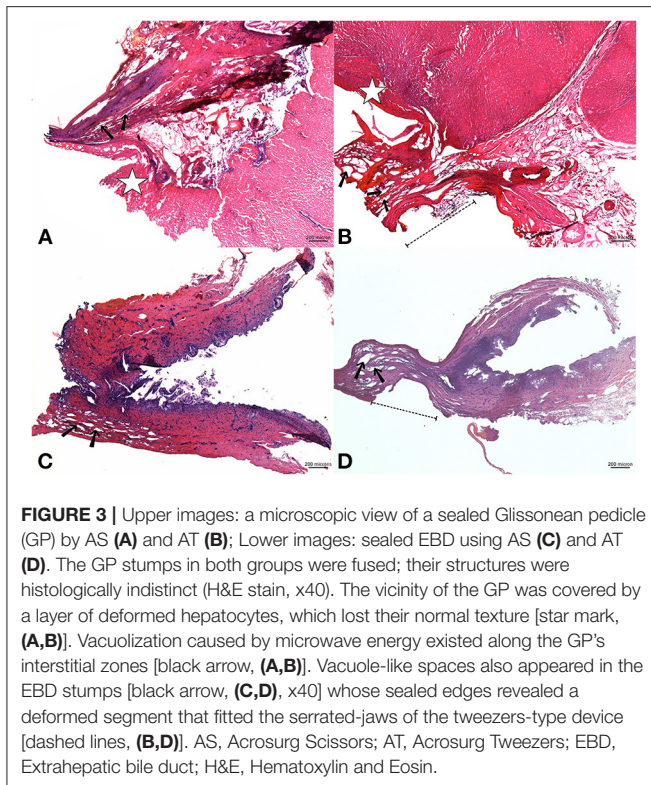 A
200 micron
B
200 micron
C
200 micron
D
200 micron
FIGURE 3 | Upper images: a microscopic view of a sealed Glissonean pedicle
(GP) by AS (A) and AT (B); Lower images: sealed EBD using AS (C) and AT
(D). The GP stumps in both groups were fused; their structures were
histologically indistinct (H&E stain, x40). The vicinity of the GP was covered by
a layer of deformed hepatocytes, which lost their normal texture [star mark,
(A,B)]. Vacuolization caused by microwave energy existed along the GP's
interstitial zones [black arrow, (A,B)]. Vacuole-like spaces also appeared in the
EBD stumps [black arrow, (C,D), x40] whose sealed edges revealed a
deformed segment that fitted the serrated-jaws of the tweezers-type device
[dashed lines, (B,D)]. AS, Acrosurg Scissors; AT, Acrosurg Tweezers; EBD,
Extrahepatic bile duct; H&E, Hematoxylin and Eosin.